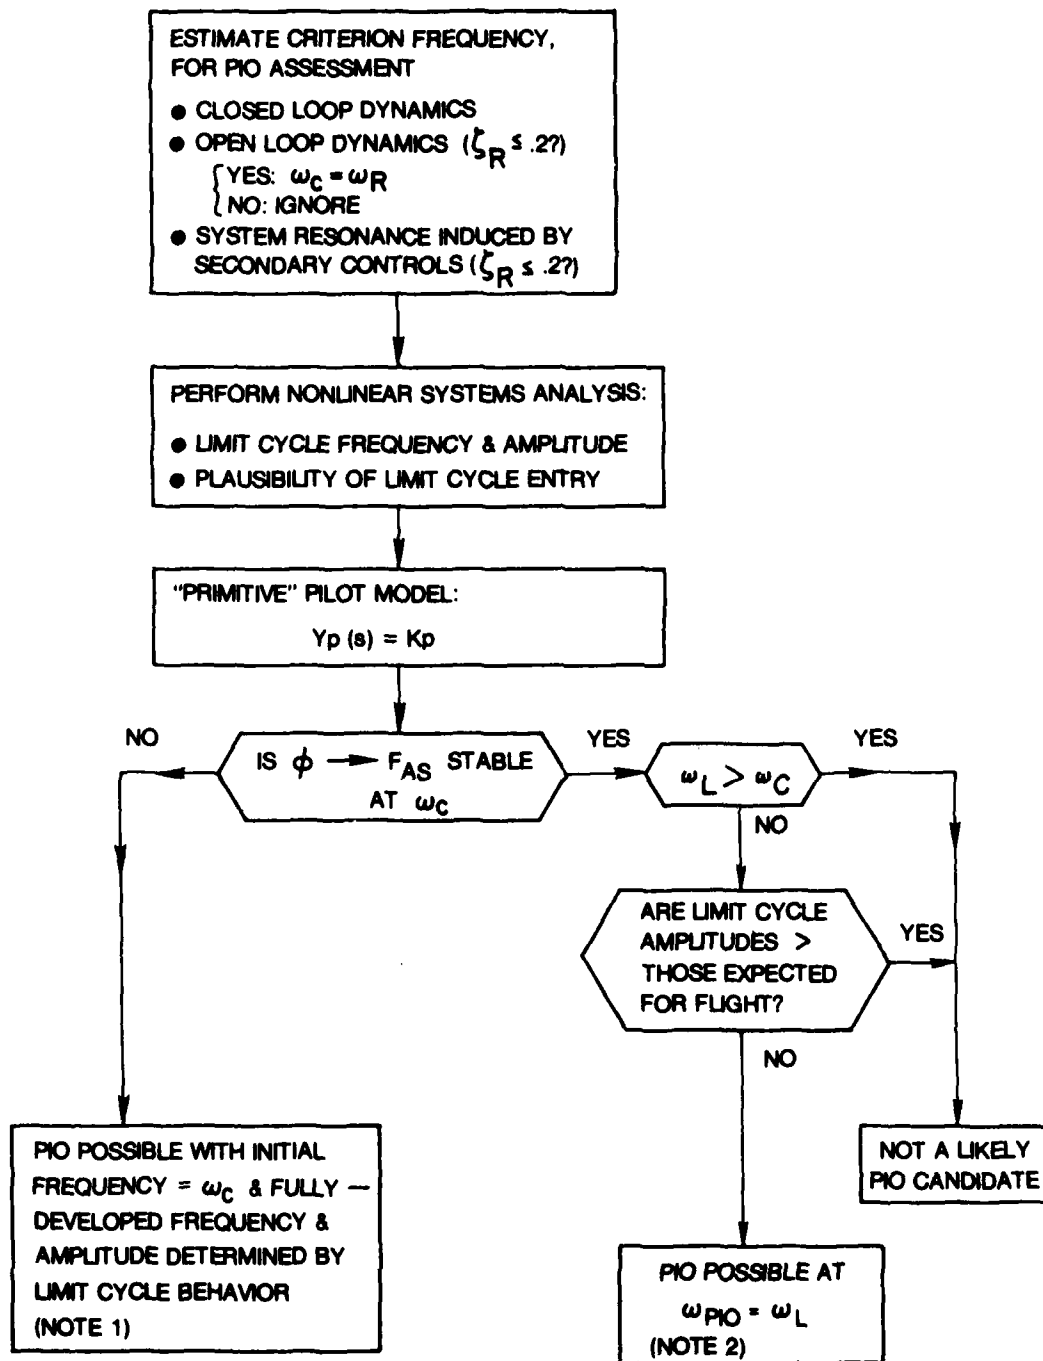 ESTIMATE CRITERION FREQUENCY,
FOR PIO ASSESSMENT
● CLOSED LOOP DYNAMICS
● OPEN LOOP DYNAMICS (ζR ≤ .2?)
{ YES: ωC = ωR
NO: IGNORE
● SYSTEM RESONANCE INDUCED BY
SECONDARY CONTROLS (ζR ≤ .2?)
PERFORM NONLINEAR SYSTEMS ANALYSIS:
● LIMIT CYCLE FREQUENCY & AMPLITUDE
● PLAUSIBILITY OF LIMIT CYCLE ENTRY
"PRIMITIVE" PILOT MODEL:
Yp (s) = Kp
NO
IS ϕ → FAS STABLE
AT ωC
YES
ωL > ωC
YES
NO
ARE LIMIT CYCLE
AMPLITUDES >
THOSE EXPECTED
FOR FLIGHT?
YES
NO
PIO POSSIBLE WITH INITIAL
FREQUENCY = ωC & FULLY —
DEVELOPED FREQUENCY &
AMPLITUDE DETERMINED BY
LIMIT CYCLE BEHAVIOR
(NOTE 1)
NOT A LIKELY
PIO CANDIDATE
PIO POSSIBLE AT
ωPIO = ωL
(NOTE 2)